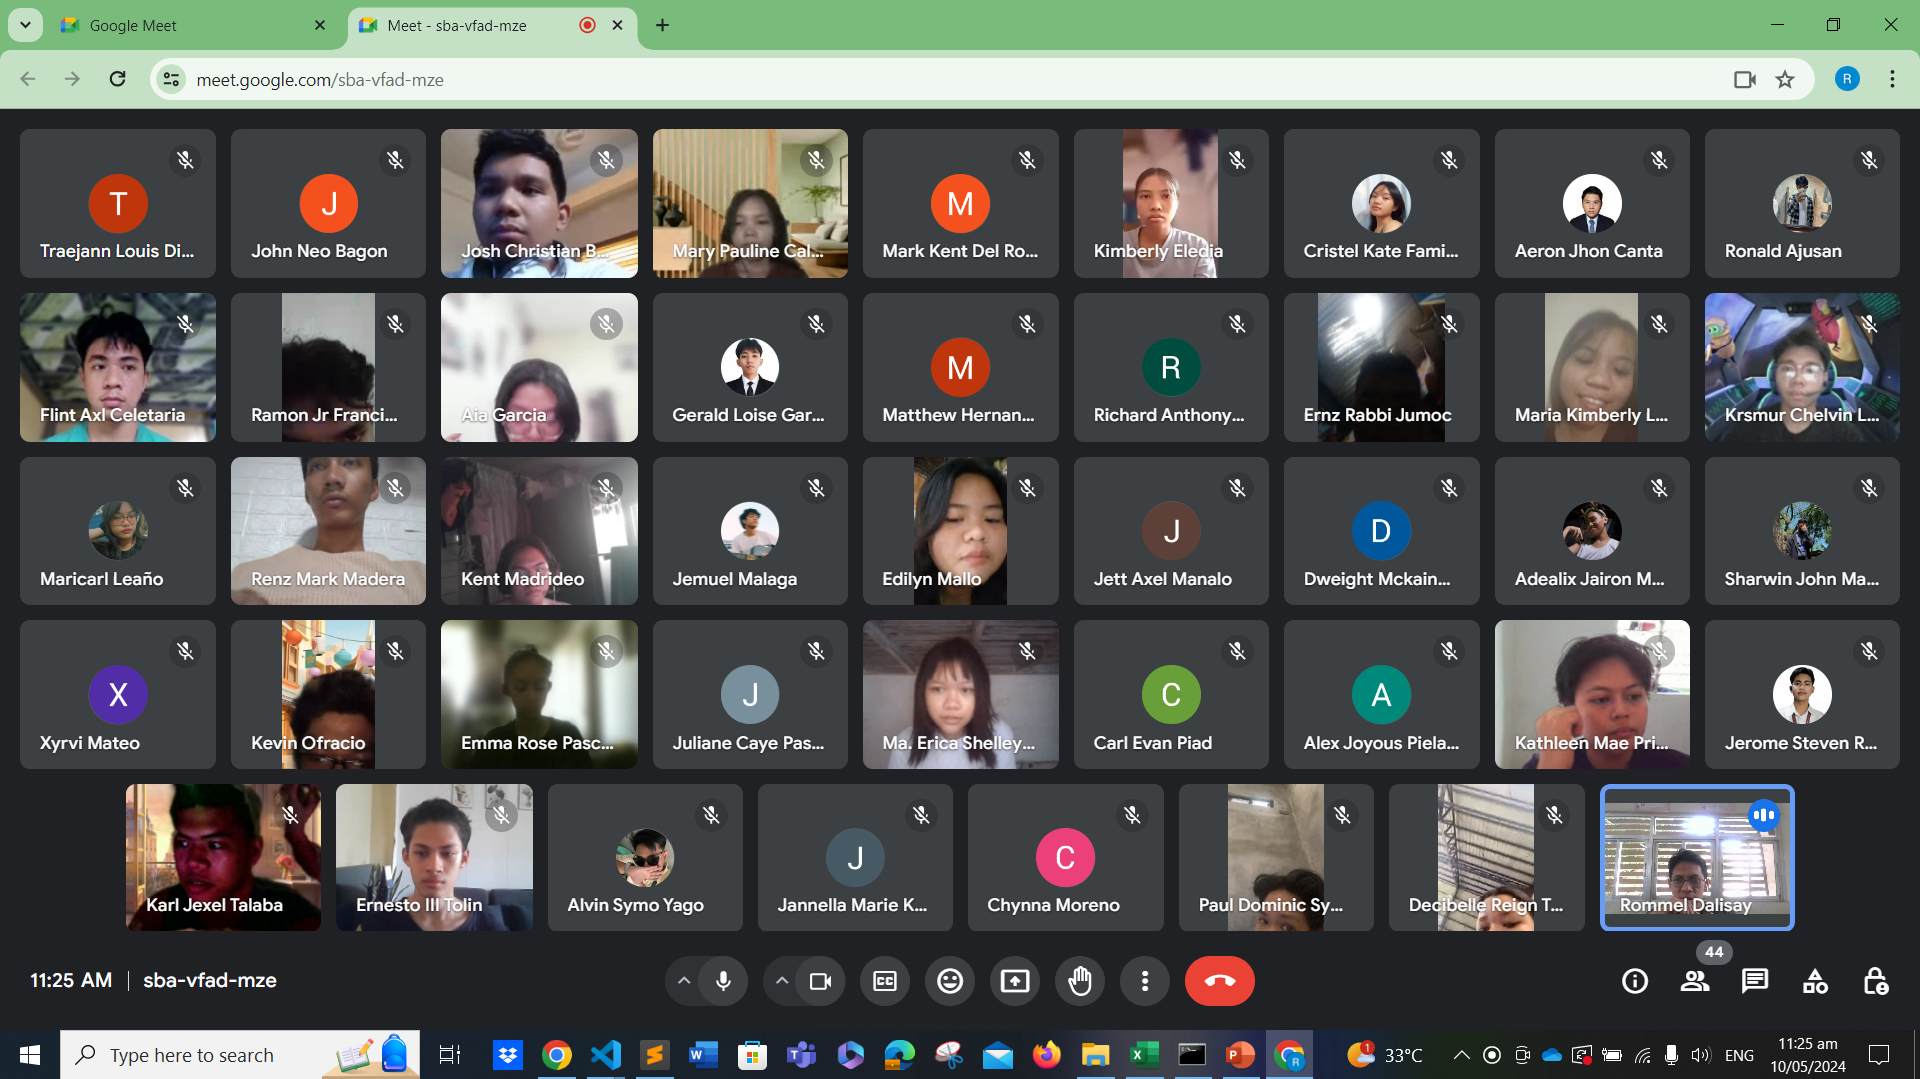 Google Meet
Meet - sba-vfad-mze
meet.google.com/sba-vfad-mze
R
T
Traejann Louis Di...
J
John Neo Bagon
Josh Christian B...
Mary Pauline Cal...
M
Mark Kent Del Ro...
Kimberly Eledia
Cristel Kate Fami...
Aeron Jhon Canta
Ronald Ajusan
Flint Axl Celetaria
Ramon Jr Franci...
Aia Garcia
Gerald Loise Gar...
M
Matthew Hernan...
R
Richard Anthony...
Ernz Rabbi Jumoc
Maria Kimberly L...
Krsmur Chelvin L...
Maricarl Leaño
Renz Mark Madera
Kent Madrideo
Jemuel Malaga
Edilyn Mallo
J
Jett Axel Manalo
D
Dweight Mckain...
Adealix Jairon M...
Sharwin John Ma...
X
Xyrvi Mateo
Kevin Ofracio
Emma Rose Pasc...
J
Juliane Caye Pas...
Ma. Erica Shelley...
C
Carl Evan Piad
A
Alex Joyous Piela...
Kathleen Mae Pri...
Jerome Steven R...
Karl Jexel Talaba
Ernesto III Tolin
Alvin Symo Yago
J
Jannella Marie K...
C
Chynna Moreno
Paul Dominic Sy...
Decibelle Reign T...
Rommel Dalisay
11:25 AM | sba-vfad-mze
CC
44
Type here to search
1
33°C
ENG
11:25 am
10/05/2024